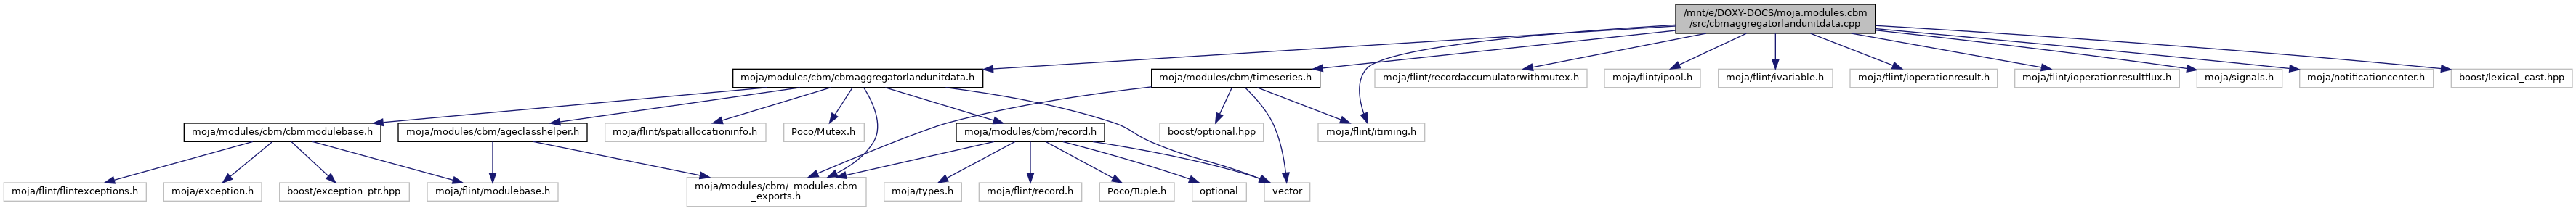 /mnt/e/DOXY-DOCS/moja.modules.cbm
/src/cbmaggregatorlandunitdata.cpp
moja/modules/cbm/cbmaggregatorlandunitdata.h
moja/modules/cbm/timeseries.h
moja/flint/recordaccumulatorwithmutex.h
moja/flint/ipool.h
moja/flint/ivariable.h
moja/flint/ioperationresult.h
moja/flint/ioperationresultflux.h
moja/signals.h
moja/notificationcenter.h
boost/lexical_cast.hpp
moja/modules/cbm/cbmmodulebase.h
moja/modules/cbm/ageclasshelper.h
moja/flint/spatiallocationinfo.h
Poco/Mutex.h
moja/modules/cbm/record.h
boost/optional.hpp
moja/flint/itiming.h
moja/flint/flintexceptions.h
moja/exception.h
boost/exception_ptr.hpp
moja/flint/modulebase.h
moja/modules/cbm/_modules.cbm
_exports.h
moja/types.h
moja/flint/record.h
Poco/Tuple.h
optional
vector